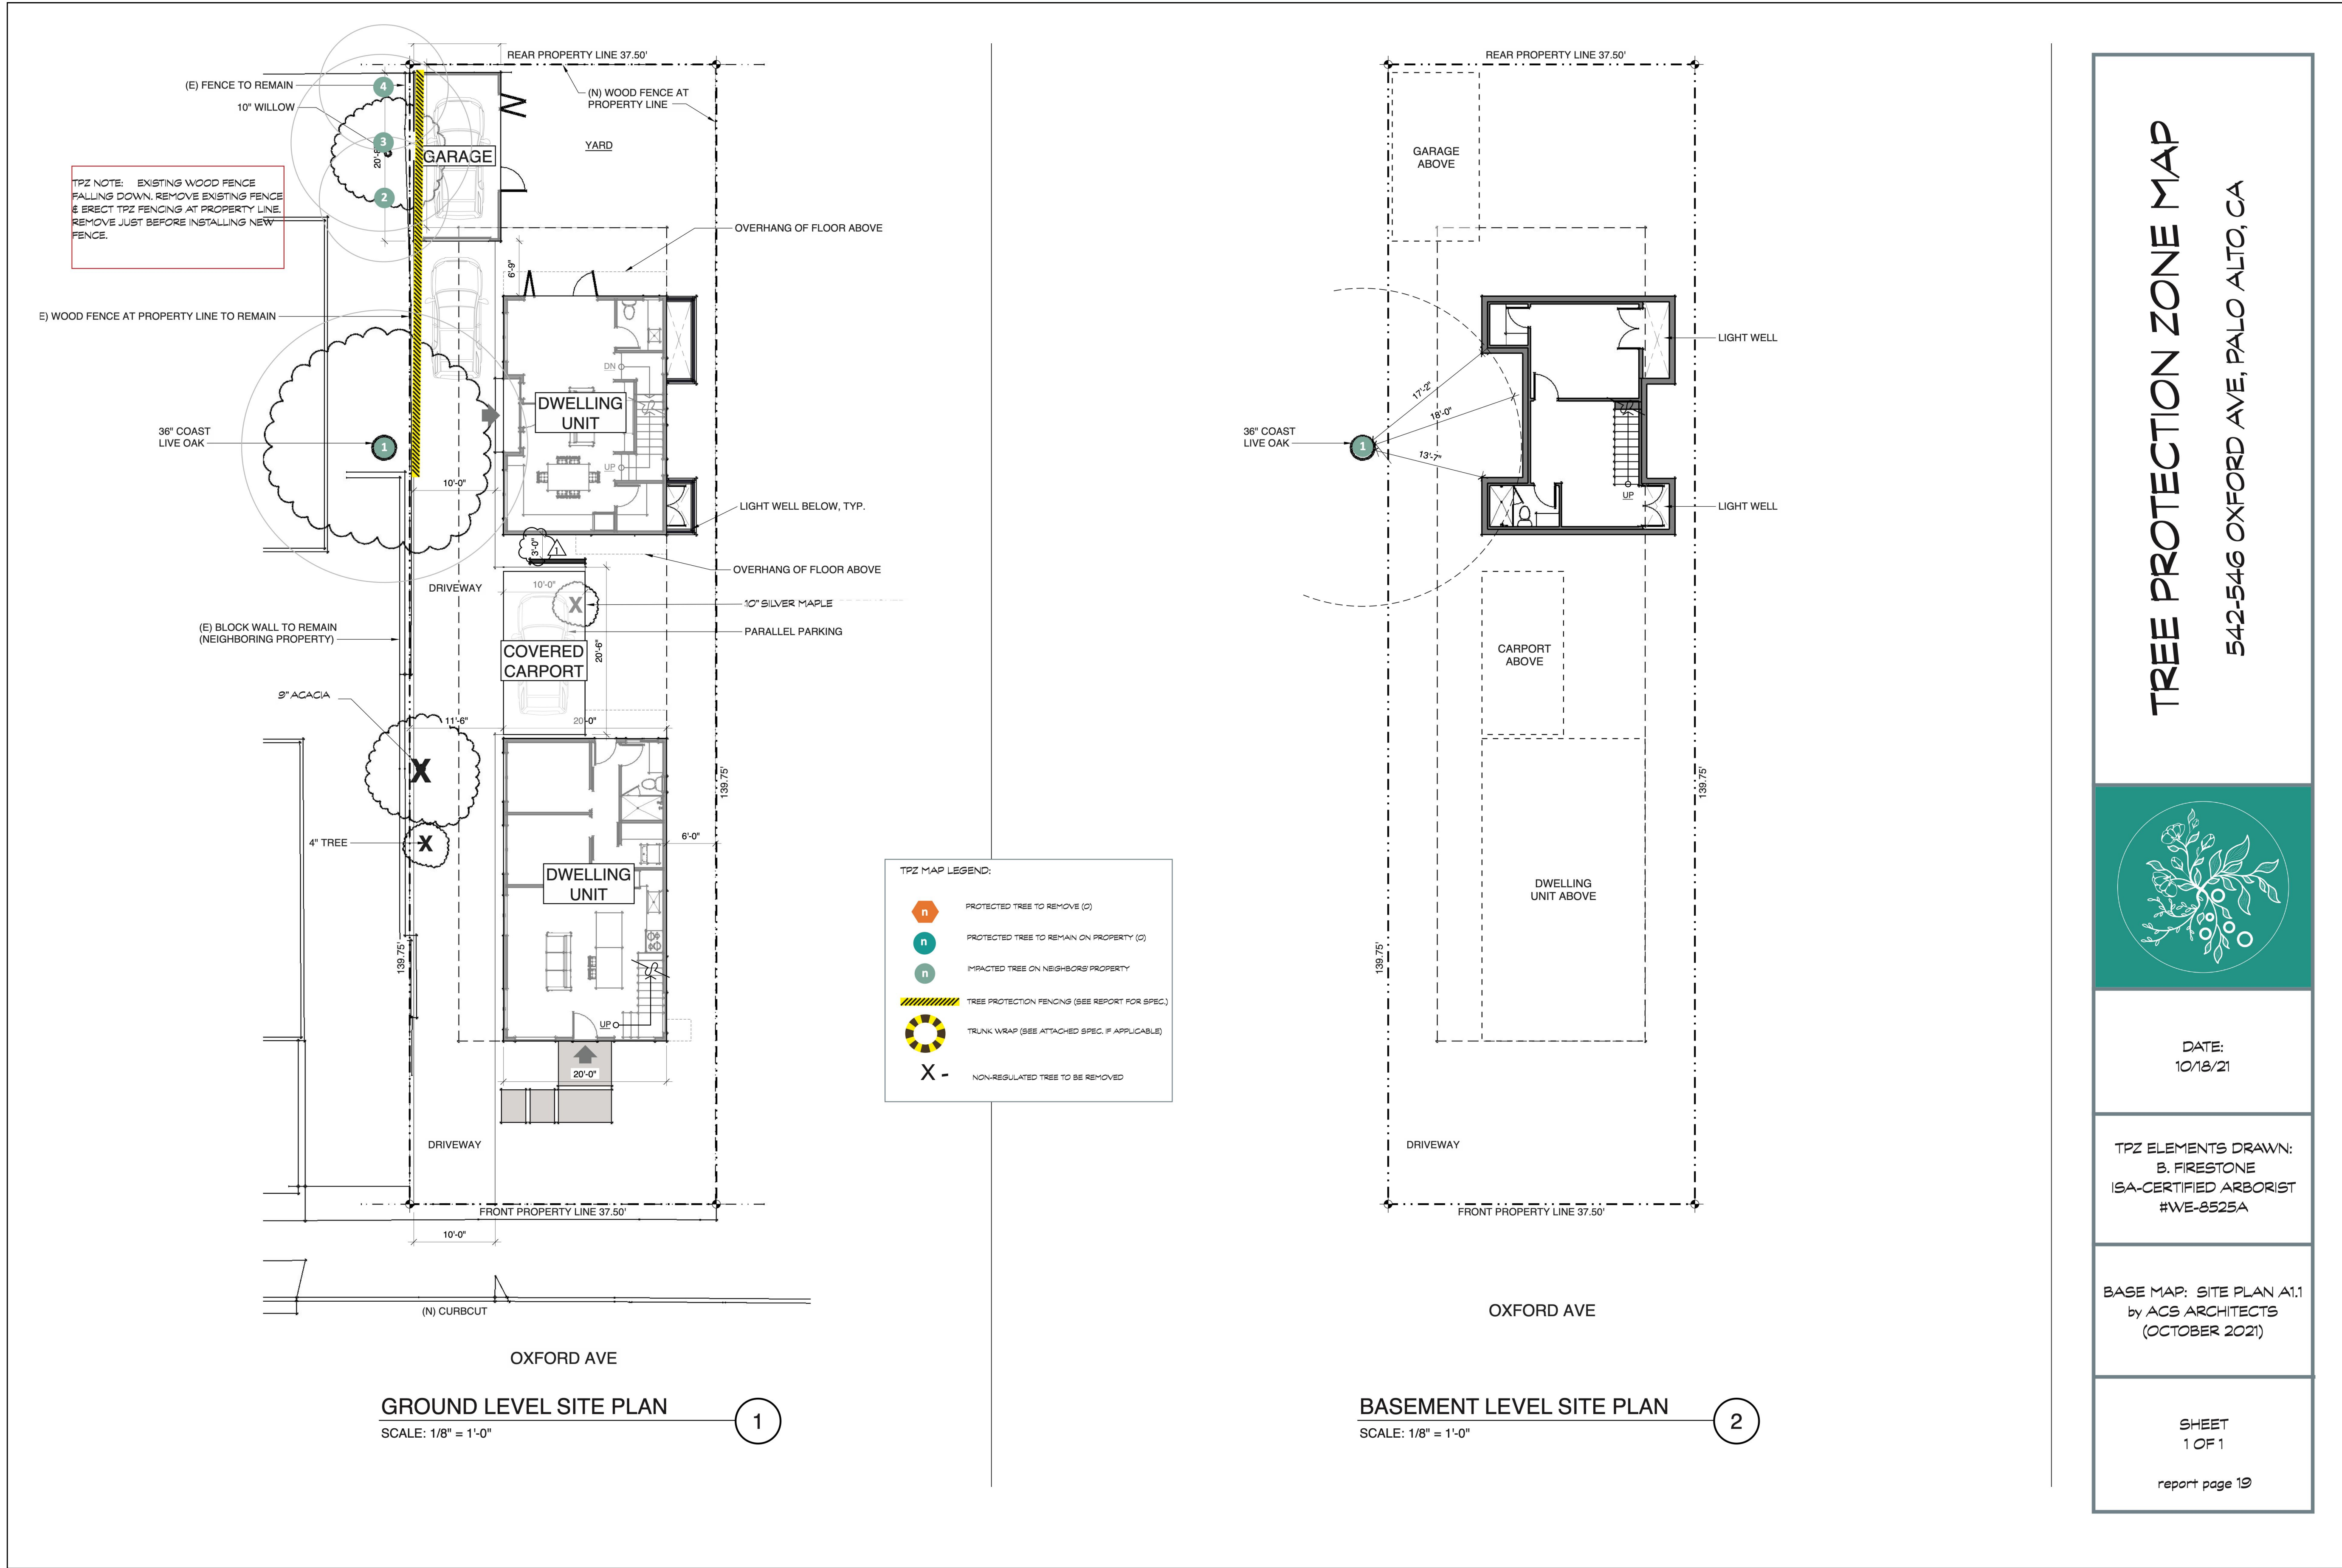 REAR PROPERTY LINE 37.50'
(E) FENCE TO REMAIN
4
10" WILLOW
3
(N) WOOD FENCE AT
PROPERTY LINE
YARD
GARAGE
2
TPZ NOTE: EXISTING WOOD FENCE
FALLING DOWN. REMOVE EXISTING FENCE
& ERECT TPZ FENCING AT PROPERTY LINE.
REMOVE JUST BEFORE INSTALLING NEW
FENCE.
OVERHANG OF FLOOR ABOVE
6'-9"
E) WOOD FENCE AT PROPERTY LINE TO REMAIN
DN
DWELLING
UNIT
36" COAST
LIVE OAK
1
UP
10'-0"
LIGHT WELL BELOW, TYP.
3'-0"
1
OVERHANG OF FLOOR ABOVE
DRIVEWAY
10'-0"
X
10" SILVER MAPLE
(E) BLOCK WALL TO REMAIN
(NEIGHBORING PROPERTY)
PARALLEL PARKING
COVERED
CARPORT
20'-6"
9" ACACIA
11'-6"
20'-0"
X
139.75'
4" TREE
X
6'-0"
DWELLING
UNIT
139.75'
UP
20'-0"
DRIVEWAY
FRONT PROPERTY LINE 37.50'
10'-0"
(N) CURBCUT
OXFORD AVE
GROUND LEVEL SITE PLAN
1
SCALE: 1/8" = 1'-0"
TPZ MAP LEGEND:
n PROTECTED TREE TO REMOVE (0)
n PROTECTED TREE TO REMAIN ON PROPERTY (0)
n IMPACTED TREE ON NEIGHBORS' PROPERTY
TREE PROTECTION FENCING (SEE REPORT FOR SPEC.)
TRUNK WRAP (SEE ATTACHED SPEC. IF APPLICABLE)
X - NON-REGULATED TREE TO BE REMOVED
REAR PROPERTY LINE 37.50'
GARAGE
ABOVE
LIGHT WELL
17'-2"
18'-0"
36" COAST
LIVE OAK
1
13'-7"
UP
LIGHT WELL
CARPORT
ABOVE
139.75'
DWELLING
UNIT ABOVE
139.75'
DRIVEWAY
FRONT PROPERTY LINE 37.50'
OXFORD AVE
BASEMENT LEVEL SITE PLAN
2
SCALE: 1/8" = 1'-0"
TREE PROTECTION ZONE MAP
542-546 OXFORD AVE, PALO ALTO, CA
DATE:
10/18/21
TPZ ELEMENTS DRAWN:
B. FIRESTONE
ISA-CERTIFIED ARBORIST
#WE-8525A
BASE MAP: SITE PLAN A1.1
by ACS ARCHITECTS
(OCTOBER 2021)
SHEET
1 OF 1
report page 19